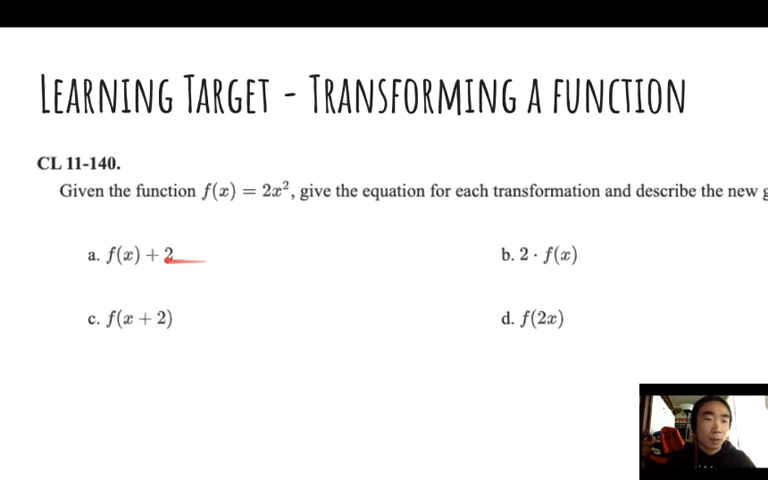 Learning Target - Transforming a function
CL 11-140.
Given the function f(x) = 2x², give the equation for each transformation and describe the new g
a. f(x) + 2
b. 2 · f(x)
c. f(x + 2)
d. f(2x)